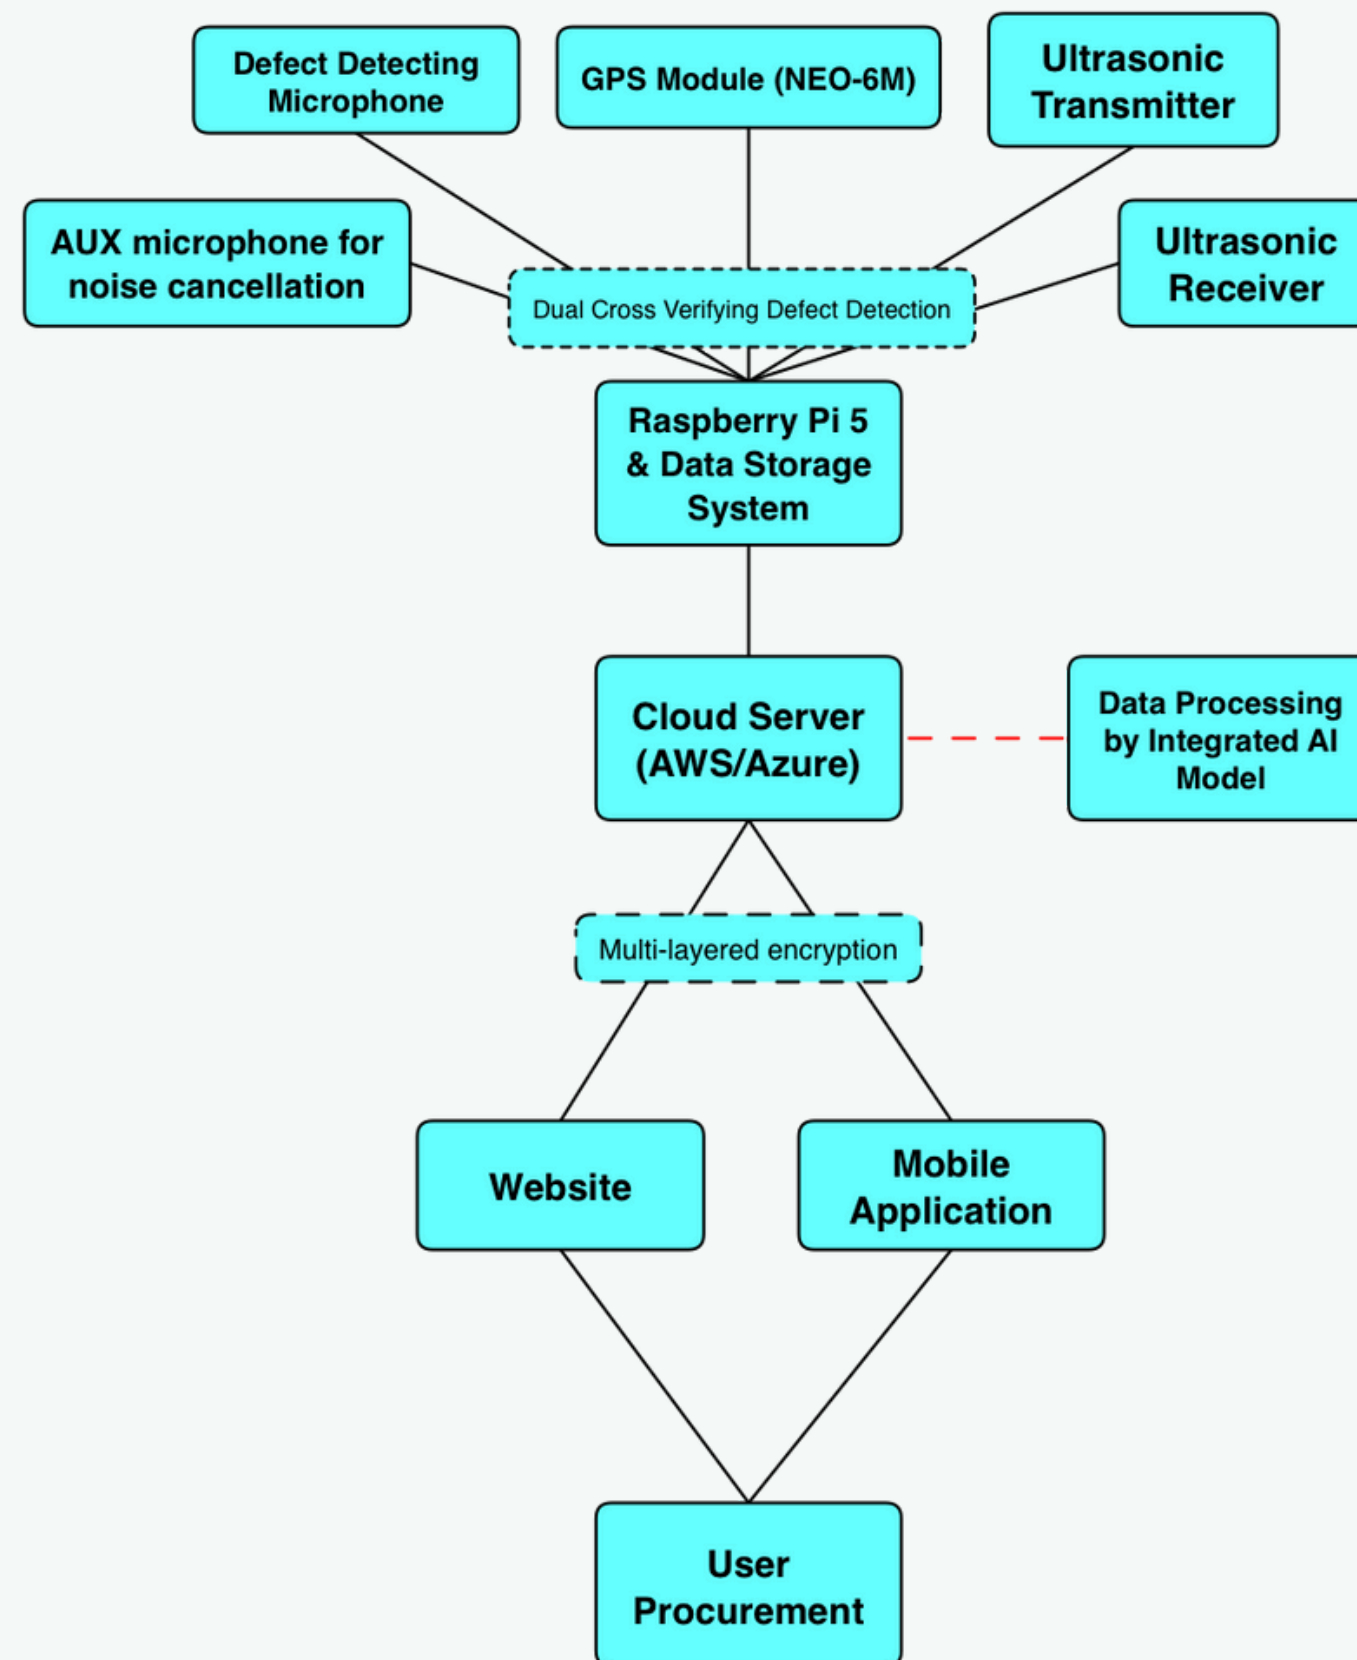 Defect Detecting
Microphone
GPS Module (NEO-6M)
Ultrasonic
Transmitter
AUX microphone for
noise cancellation
Ultrasonic
Receiver
Dual Cross Verifying Defect Detection
Raspberry Pi 5
& Data Storage
System
Cloud Server
(AWS/Azure)
Data Processing
by Integrated AI
Model
Multi-layered encryption
Website
Mobile
Application
User
Procurement